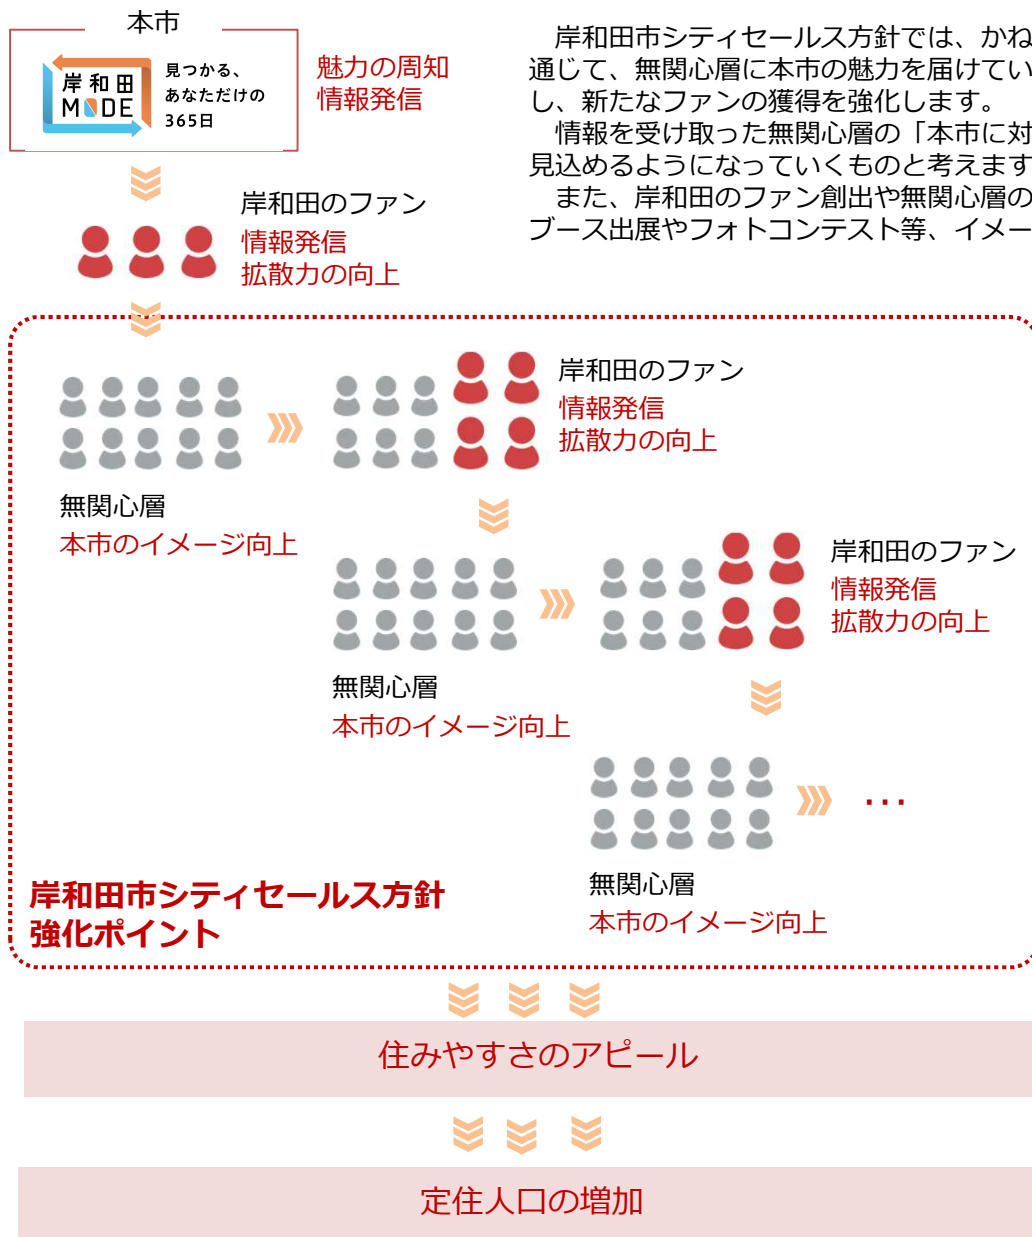 本市
岸和田
MODE
見つかる、
あなただけの
365日
魅力の周知
情報発信
岸和田市シティセールス方針では、かね
通じて、無関心層に本市の魅力を届けてい
し、新たなファンの獲得を強化します。
情報を受け取った無関心層の「本市に対
見込めるようになっていくものと考えます
また、岸和田のファン創出や無関心層の
ブース出展やフォトコンテスト等、イメー
岸和田のファン
情報発信
拡散力の向上
岸和田のファン
情報発信
拡散力の向上
無関心層
本市のイメージ向上
岸和田のファン
情報発信
拡散力の向上
無関心層
本市のイメージ向上
…
無関心層
本市のイメージ向上
岸和田市シティセールス方針
強化ポイント
住みやすさのアピール
定住人口の増加